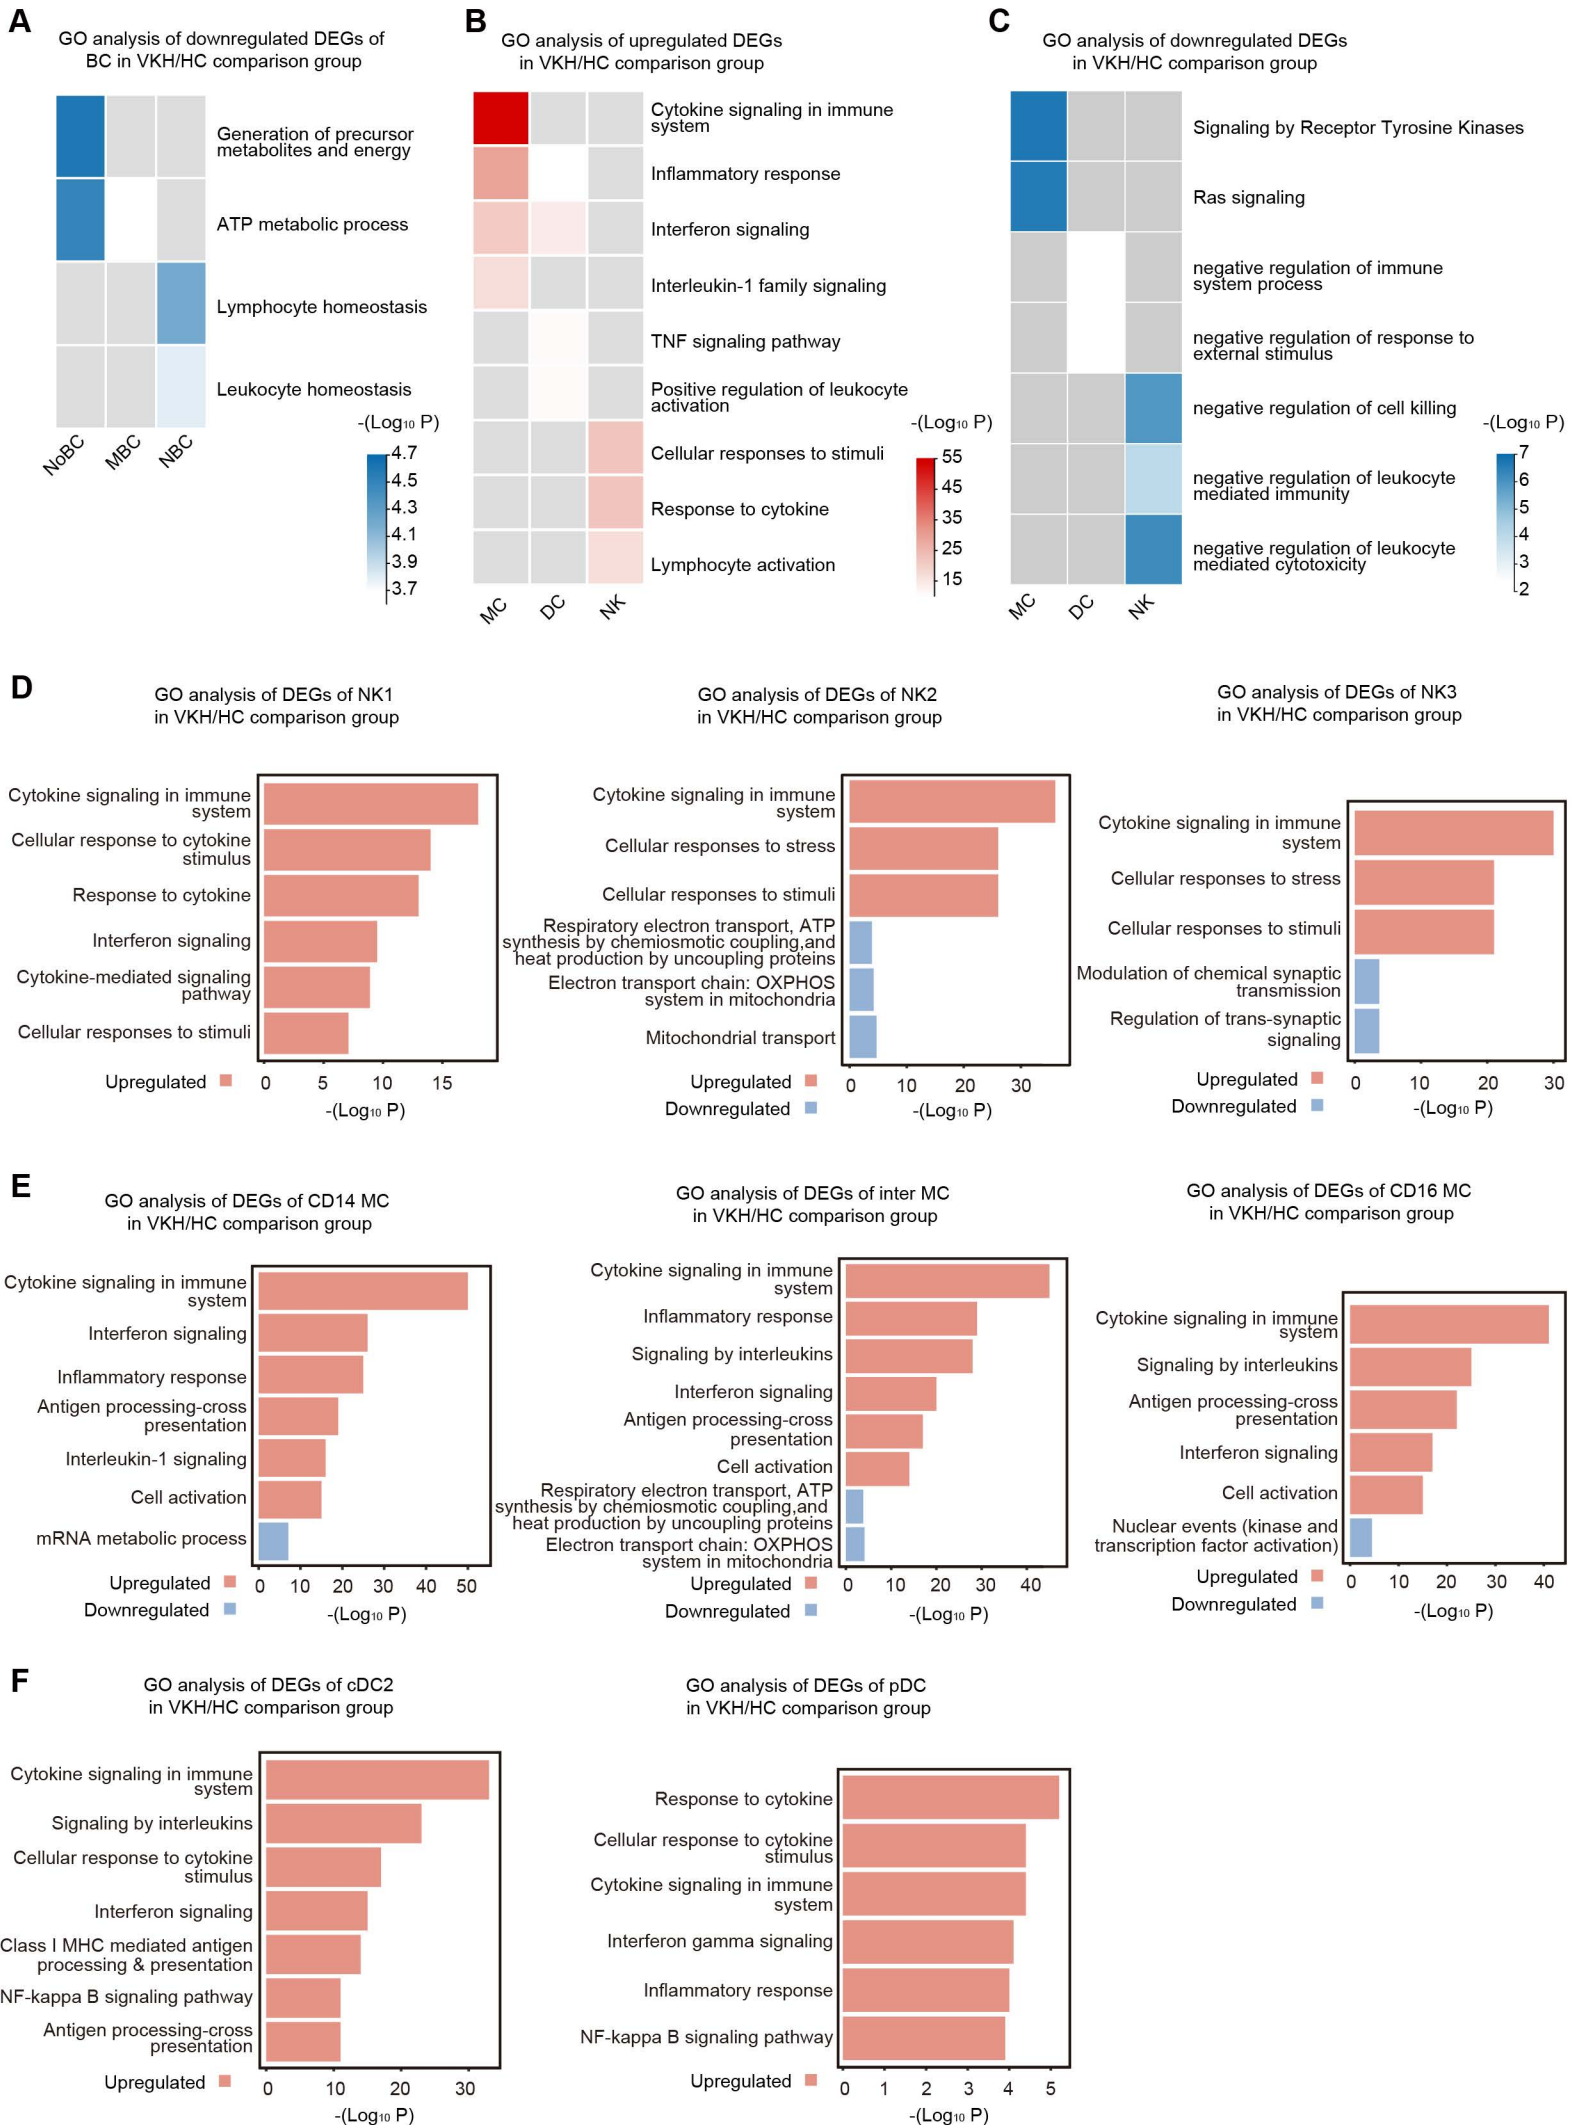 A
GO analysis of downregulated DEGs of
BC in VKH/HC comparison group
Generation of precursor
metabolites and energy
ATP metabolic process
Lymphocyte homeostasis
Leukocyte homeostasis
NoBC
MBC
NBC
-(Log₁₀ P)
4.7
4.5
4.3
4.1
3.9
3.7
B
GO analysis of upregulated DEGs
in VKH/HC comparison group
Cytokine signaling in immune
system
Inflammatory response
Interferon signaling
Interleukin-1 family signaling
TNF signaling pathway
Positive regulation of leukocyte
activation
Cellular responses to stimuli
Response to cytokine
Lymphocyte activation
MC
DC
NK
-(Log₁₀ P)
55
45
35
25
15
C
GO analysis of downregulated DEGs
in VKH/HC comparison group
Signaling by Receptor Tyrosine Kinases
Ras signaling
negative regulation of immune
system process
negative regulation of response to
external stimulus
negative regulation of cell killing
negative regulation of leukocyte
mediated immunity
negative regulation of leukocyte
mediated cytotoxicity
MC
DC
NK
-(Log₁₀ P)
7
6
5
4
3
2
D
GO analysis of DEGs of NK1
in VKH/HC comparison group
Cytokine signaling in immune
system
Cellular response to cytokine
stimulus
Response to cytokine
Interferon signaling
Cytokine-mediated signaling
pathway
Cellular responses to stimuli
Upregulated
0 5 10 15
-(Log₁₀ P)
GO analysis of DEGs of NK2
in VKH/HC comparison group
Cytokine signaling in immune
system
Cellular responses to stress
Cellular responses to stimuli
Respiratory electron transport, ATP
synthesis by chemiosmotic coupling,and
heat production by uncoupling proteins
Electron transport chain: OXPHOS
system in mitochondria
Mitochondrial transport
Upregulated
Downregulated
0 10 20 30
-(Log₁₀ P)
GO analysis of DEGs of NK3
in VKH/HC comparison group
Cytokine signaling in immune
system
Cellular responses to stress
Cellular responses to stimuli
Modulation of chemical synaptic
transmission
Regulation of trans-synaptic
signaling
Upregulated
Downregulated
0 10 20 30
-(Log₁₀ P)
E
GO analysis of DEGs of CD14 MC
in VKH/HC comparison group
Cytokine signaling in immune
system
Interferon signaling
Inflammatory response
Antigen processing-cross
presentation
Interleukin-1 signaling
Cell activation
mRNA metabolic process
Upregulated
Downregulated
0 10 20 30 40 50
-(Log₁₀ P)
GO analysis of DEGs of inter MC
in VKH/HC comparison group
Cytokine signaling in immune
system
Inflammatory response
Signaling by interleukins
Interferon signaling
Antigen processing-cross
presentation
Cell activation
Respiratory electron transport, ATP
synthesis by chemiosmotic coupling,and
heat production by uncoupling proteins
Electron transport chain: OXPHOS
system in mitochondria
Upregulated
Downregulated
0 10 20 30 40
-(Log₁₀ P)
GO analysis of DEGs of CD16 MC
in VKH/HC comparison group
Cytokine signaling in immune
system
Signaling by interleukins
Antigen processing-cross
presentation
Interferon signaling
Cell activation
Nuclear events (kinase and
transcription factor activation)
Upregulated
Downregulated
0 10 20 30 40
-(Log₁₀ P)
F
GO analysis of DEGs of cDC2
in VKH/HC comparison group
Cytokine signaling in immune
system
Signaling by interleukins
Cellular response to cytokine
stimulus
Interferon signaling
Class I MHC mediated antigen
processing & presentation
NF-kappa B signaling pathway
Antigen processing-cross
presentation
Upregulated
0 10 20 30
-(Log₁₀ P)
GO analysis of DEGs of pDC
in VKH/HC comparison group
Response to cytokine
Cellular response to cytokine
stimulus
Cytokine signaling in immune
system
Interferon gamma signaling
Inflammatory response
NF-kappa B signaling pathway
Upregulated
0 1 2 3 4 5
-(Log₁₀ P)